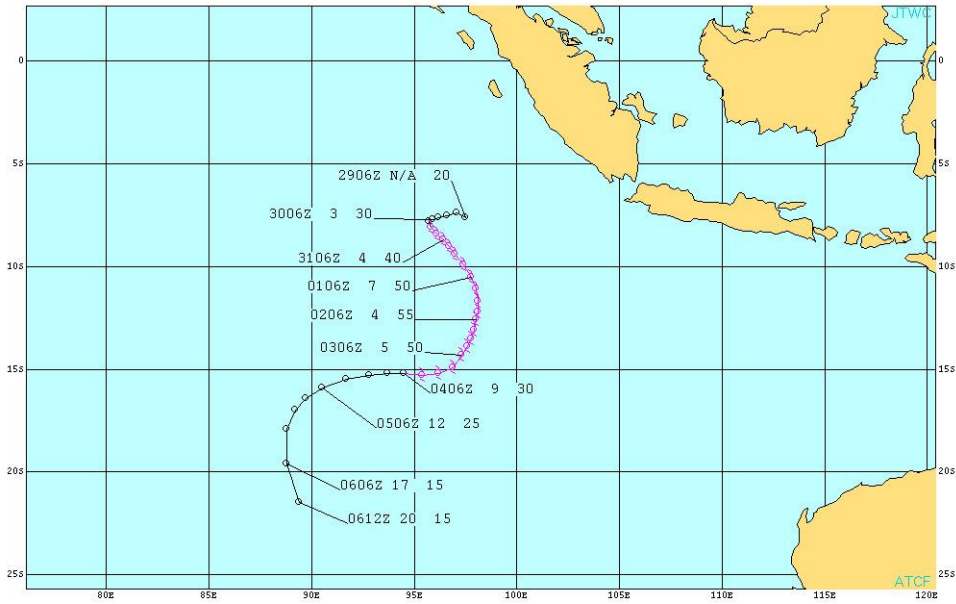 JTWC
0
0
5S
2906Z N/A 20
5S
3006Z 3 30
3106Z 4 40
10S
10S
0106Z 7 50
0206Z 4 55
0306Z 5 50
15S
15S
0406Z 9 30
0506Z 12 25
20S
20S
0606Z 17 15
0612Z 20 15
25S
25S
ATCF
80E
85E
90E
95E
100E
105E
110E
115E
120E